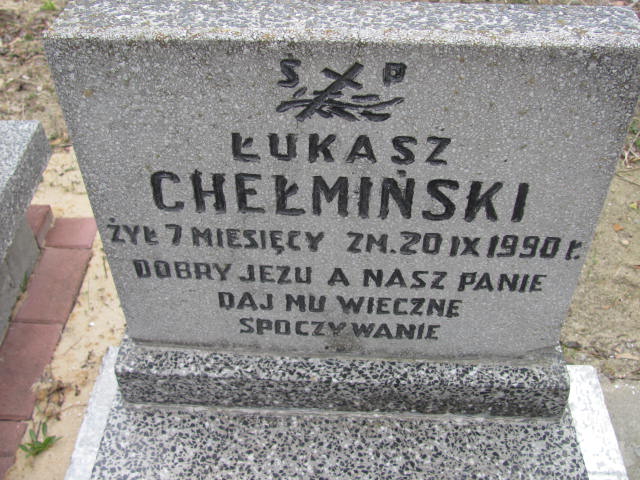 Ś P
ŁUKASZ
CHEŁMIŃSKI
ŻYŁ 7 MIESIĘCY ZM. 20 IX 1990 r.
DOBRY JEZU A NASZ PANIE
DAJ MU WIECZNE
SPOCZYWANIE